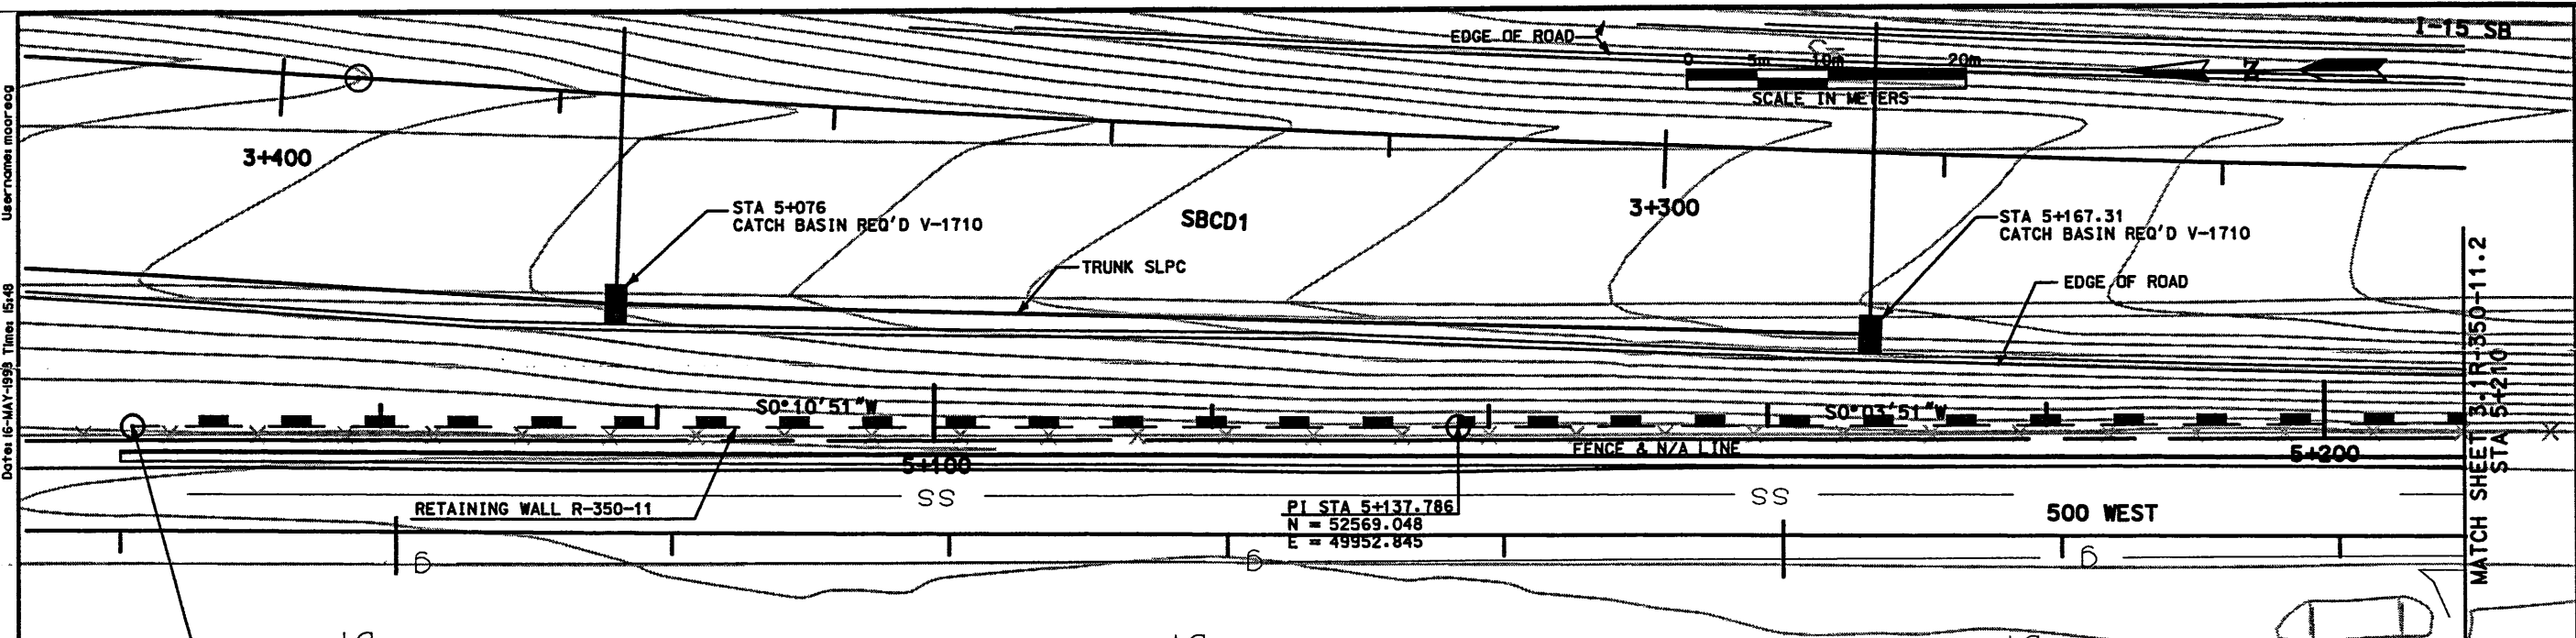 I-15 SB
EDGE OF ROAD
0 5m 10m 20m
SCALE IN METERS
Z
3+400
3+300
STA 5+076
CATCH BASIN REQ'D V-1710
SBCD1
STA 5+167.31
CATCH BASIN REQ'D V-1710
TRUNK SLPC
EDGE OF ROAD
S0°10'51"W
S0°03'51"W
5+100
FENCE & N/A LINE
5+200
SS
SS
RETAINING WALL R-350-11
PI STA 5+137.786
N = 52569.048
E = 49952.845
500 WEST
MATCH SHEET 3.1R-350-11.2
STA 5+210
Date: 16-MAY-1993 Time: 15:48 Username: mooreog